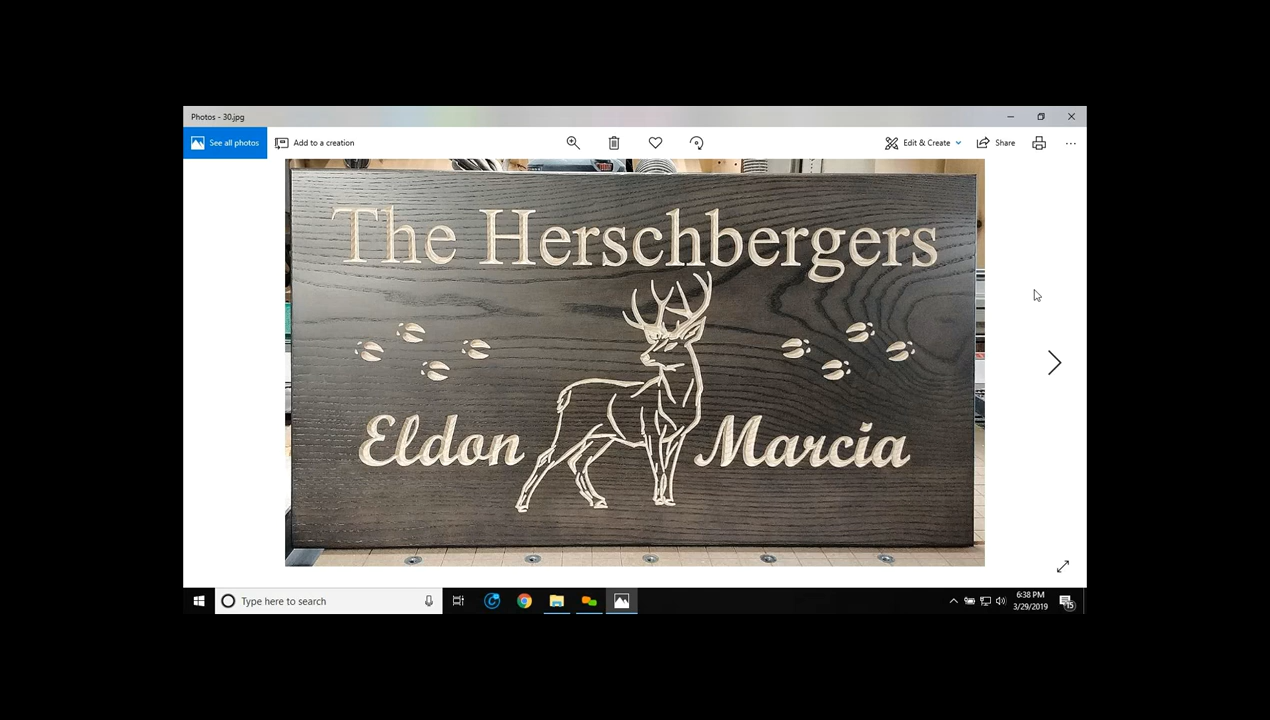 Photos - 30.jpg
See all photos
Add to a creation
Edit & Create
Share
The Herschbergers
Eldon
Marcia
Type here to search
6:38 PM
3/29/2019
15